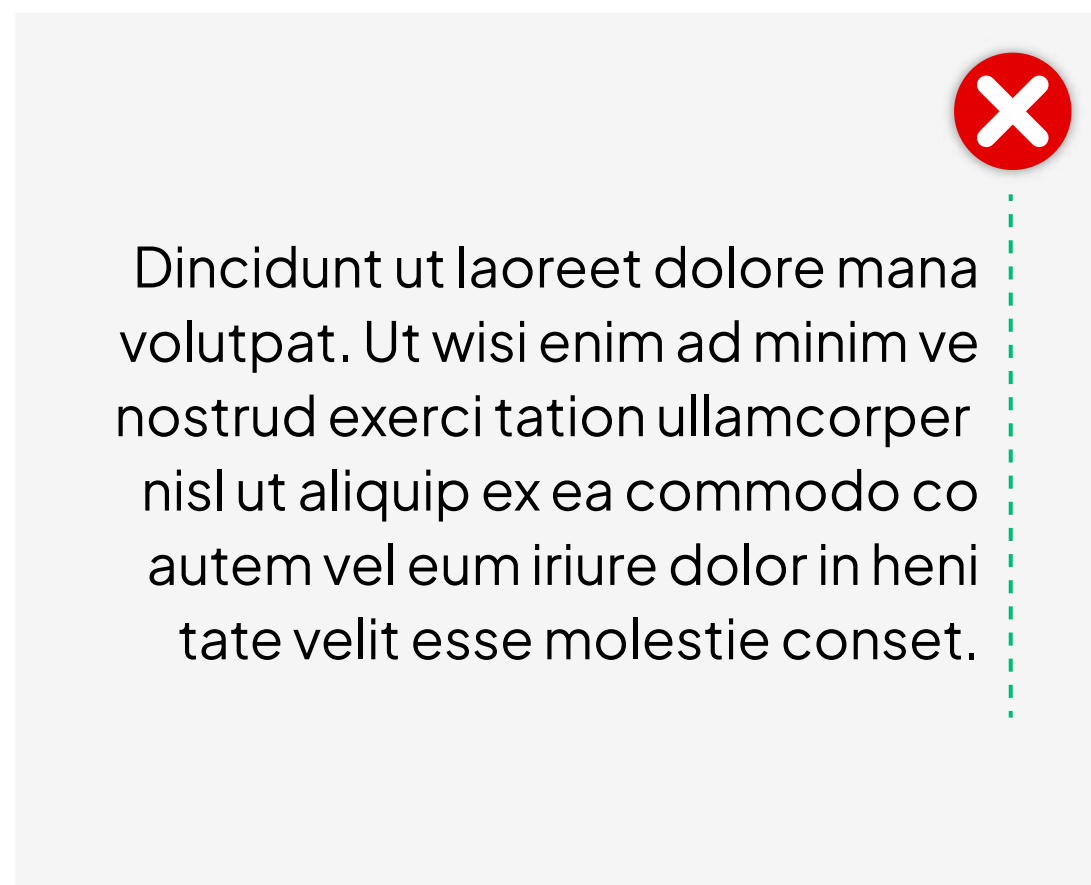 Dincidunt ut laoreet dolore mana
volutpat. Ut wisi enim ad minim ve
nostrud exerci tation ullamcorper
nisl ut aliquip ex ea commodo co
autem vel eum iriure dolor in heni
tate velit esse molestie conset.